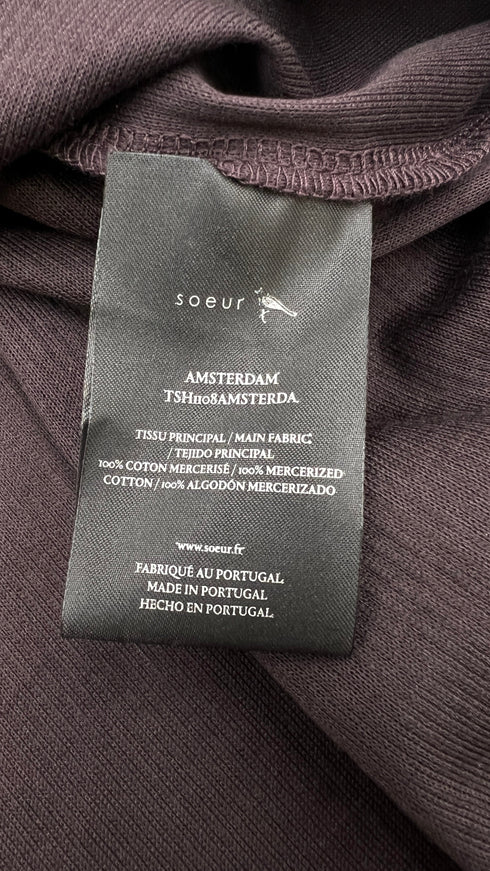 soeur
AMSTERDAM
TSH1108AMSTERDA.
TISSU PRINCIPAL / MAIN FABRIC
/ TEJIDO PRINCIPAL
100% COTON MERCERISÉ / 100% MERCERIZED
COTTON / 100% ALGODÓN MERCERIZADO
www.soeur.fr
FABRIQUÉ AU PORTUGAL
MADE IN PORTUGAL
HECHO EN PORTUGAL